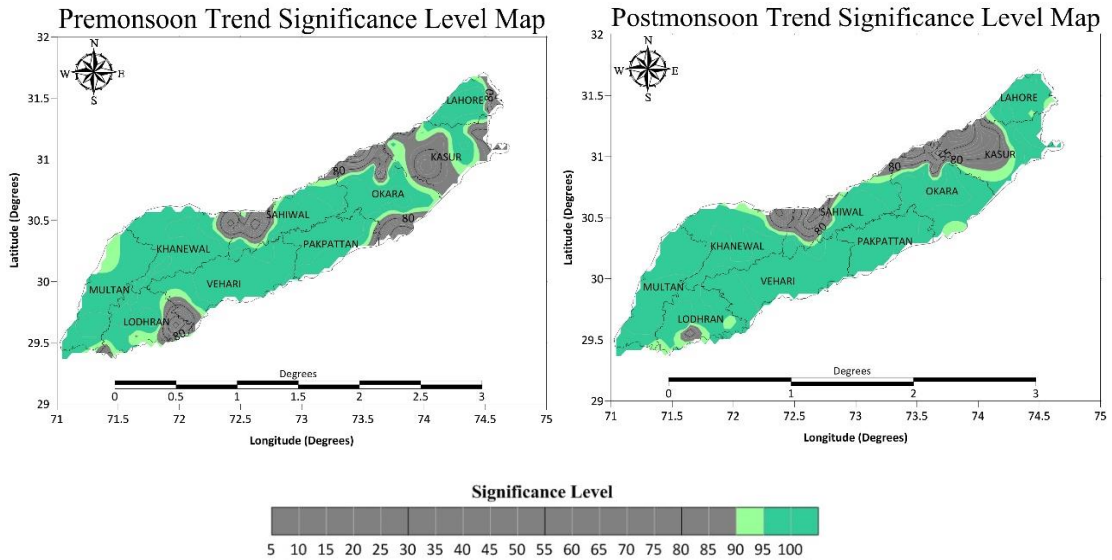 Premonsoon Trend Significance Level Map
Postmonsoon Trend Significance Level Map
32
31.5
31
30.5
30
29.5
29
Latitude (Degrees)
N
W E
S
LAHORE
80
KASUR
80
OKARA
SAHIWAL
80
PAKPATTAN
KHANEWAL
VEHARI
MULTAN
LODHRAN
80
Degrees
0 0.5 1 1.5 2 2.5 3
71 71.5 72 72.5 73 73.5 74 74.5 75
Longitude (Degrees)
32
31.5
31
30.5
30
29.5
29
Latitude (Degrees)
N
W E
S
LAHORE
55
80
80
KASUR
OKARA
SAHIWAL
80
PAKPATTAN
KHANEWAL
VEHARI
MULTAN
LODHRAN
Degrees
0 1 2 3
71 71.5 72 72.5 73 73.5 74 74.5 75
Longitude (Degrees)
Significance Level
5 10 15 20 25 30 35 40 45 50 55 60 65 70 75 80 85 90 95 100